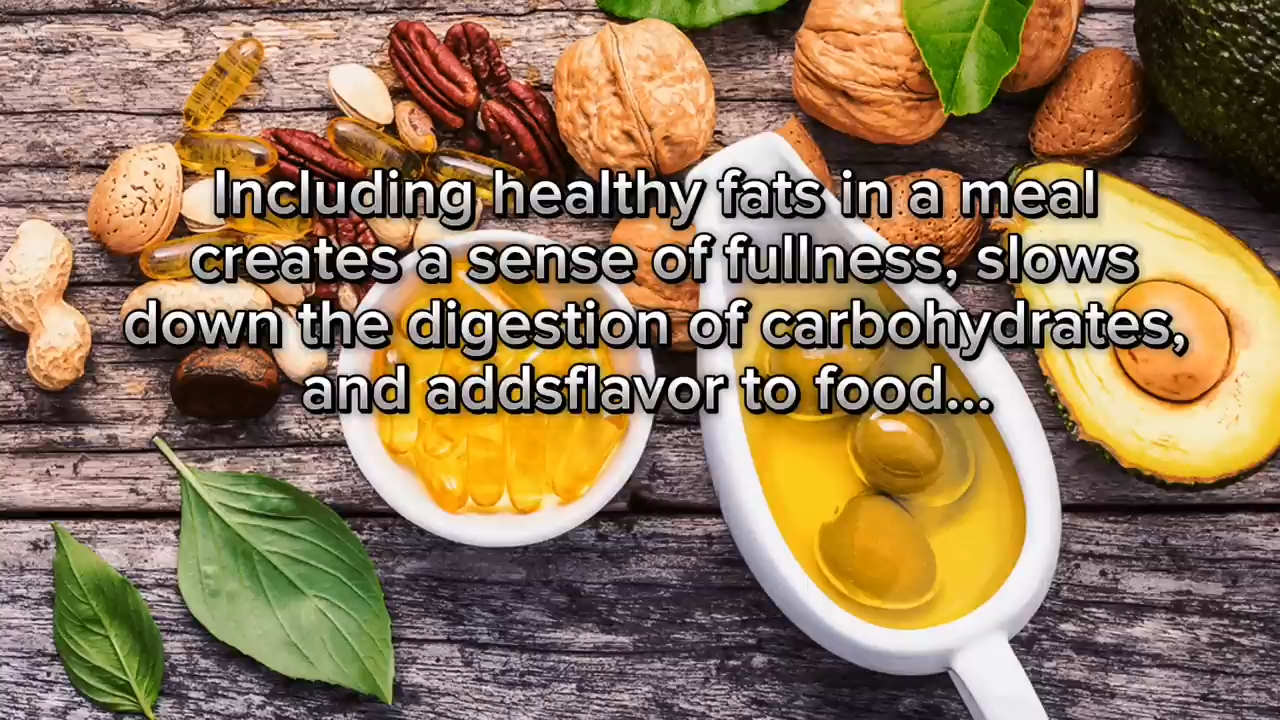 Including healthy fats in a meal
creates a sense of fullness, slows
down the digestion of carbohydrates,
and addsflavor to food...